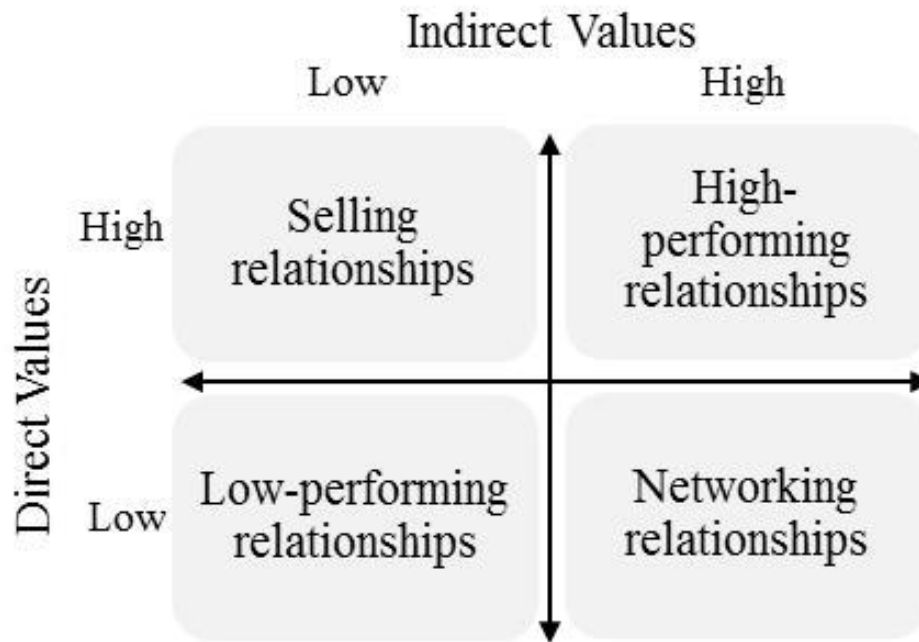 Indirect Values
Low
High
High
Selling
relationships
High-
performing
relationships
Direct Values
Low
Low-performing
relationships
Networking
relationships